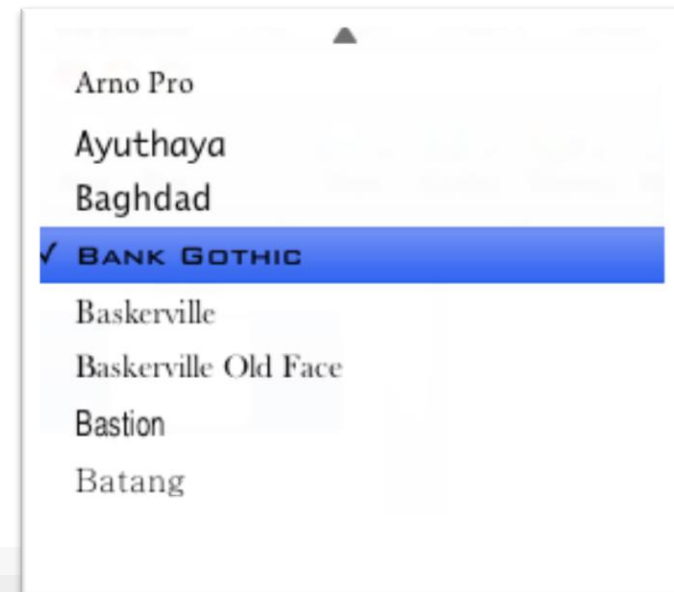 Arno Pro
Ayuthaya
Baghdad
✓ BANK GOTHIC
Baskerville
Baskerville Old Face
Bastion
Batang